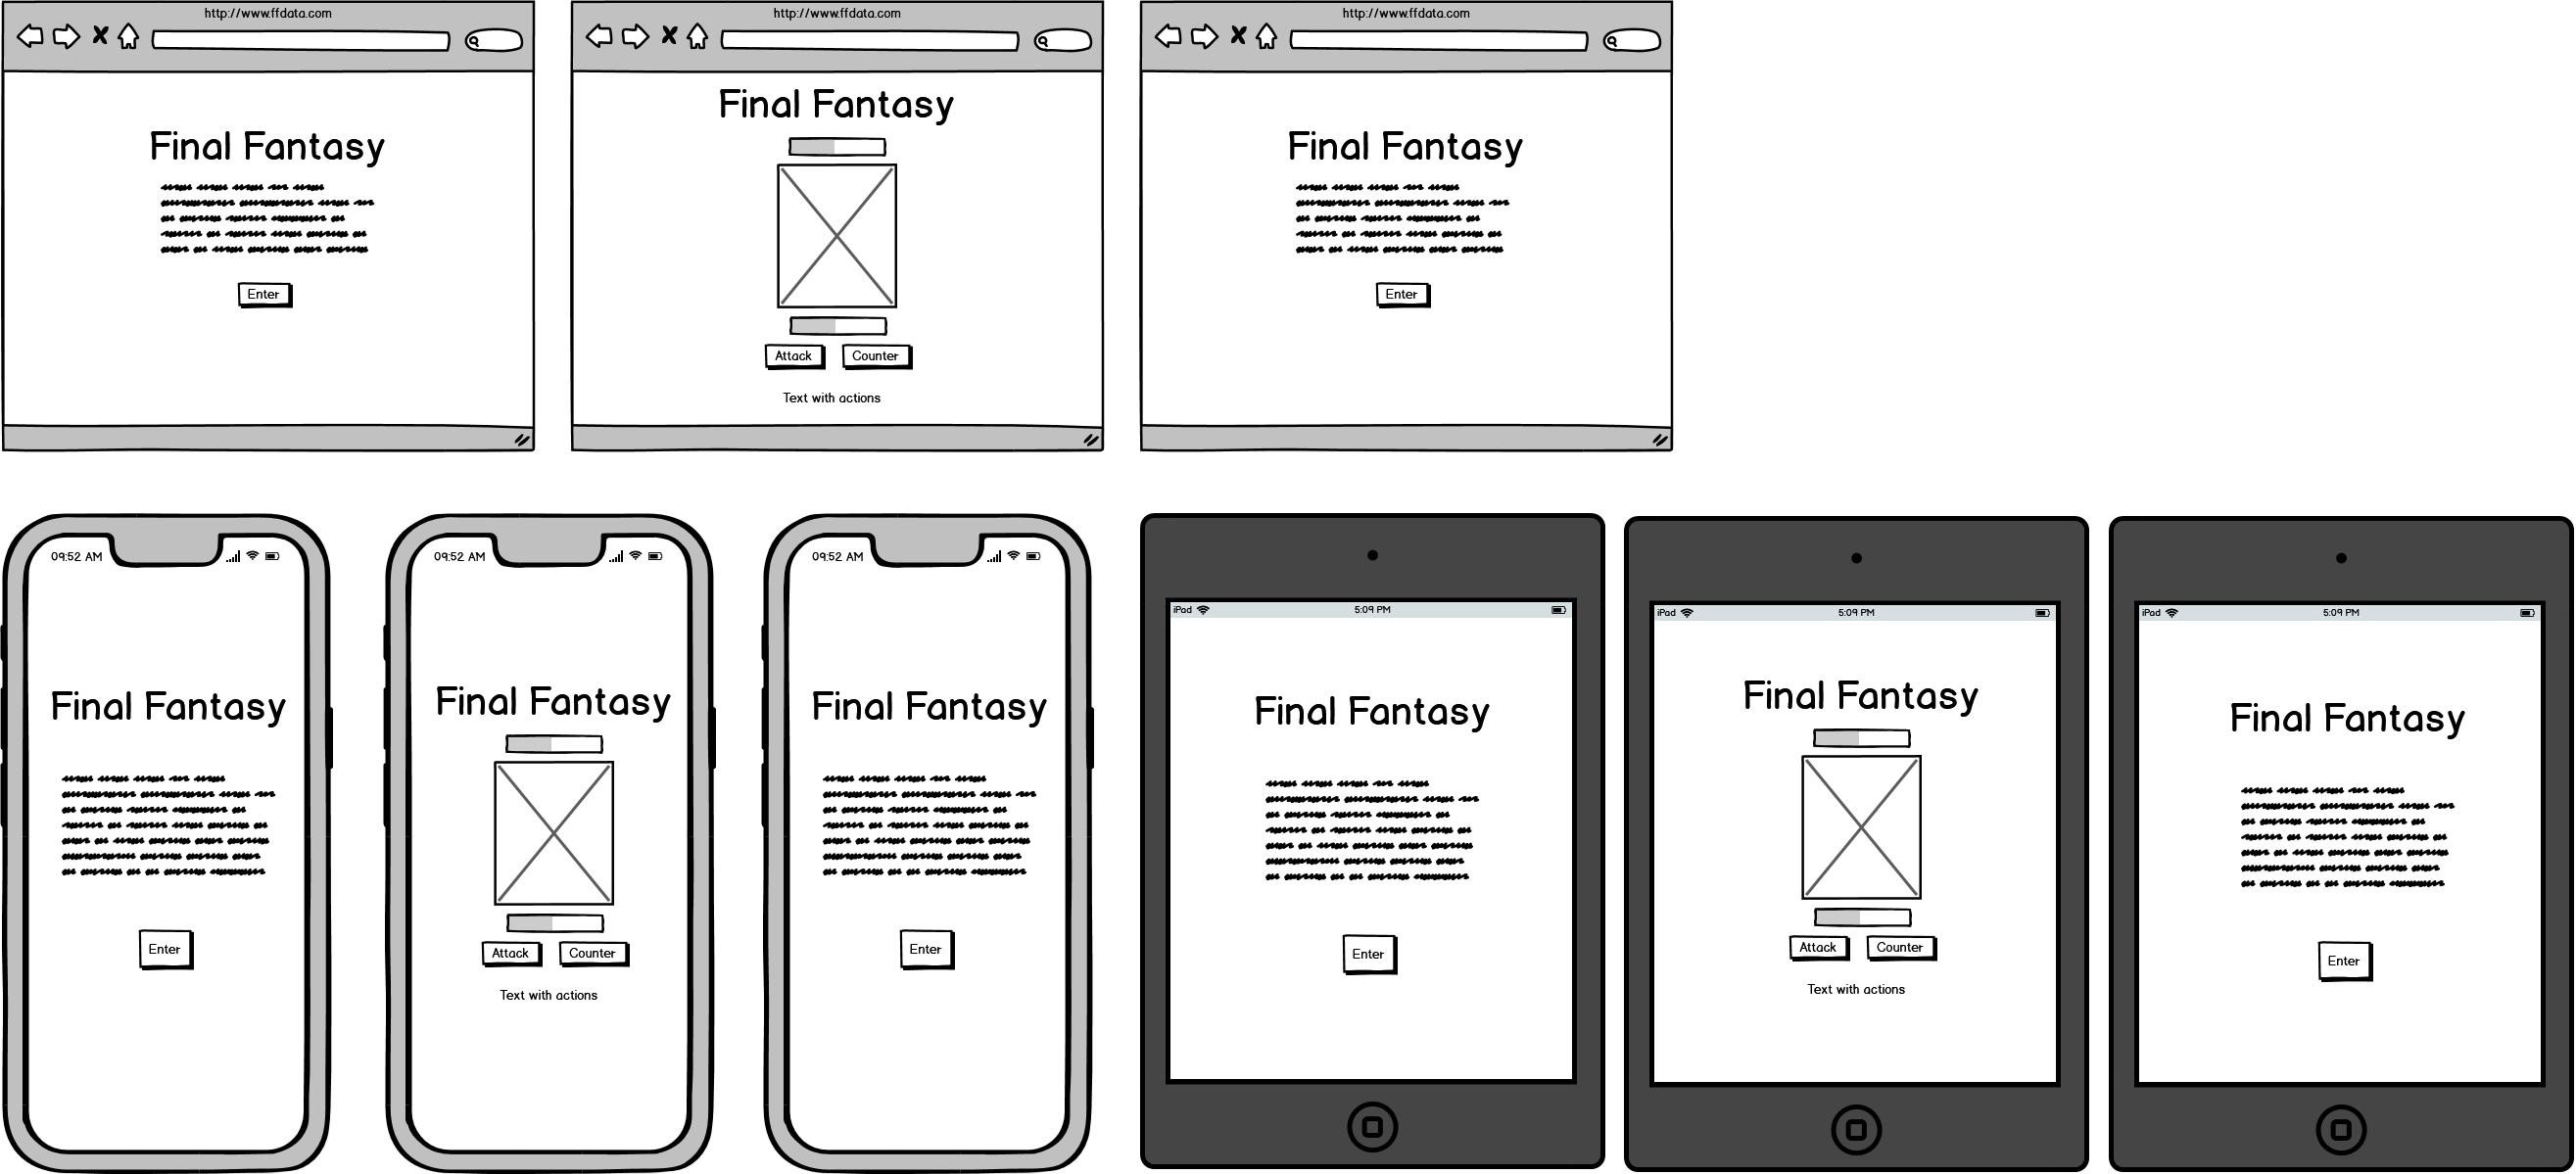 http://www.ffdata.com
Final Fantasy
Enter
http://www.ffdata.com
Final Fantasy
Attack Counter
Text with actions
http://www.ffdata.com
Final Fantasy
Enter
09:52 AM
Final Fantasy
Enter
09:52 AM
Final Fantasy
Attack Counter
Text with actions
09:52 AM
Final Fantasy
Enter
iPad 5:09 PM
Final Fantasy
Enter
iPad 5:09 PM
Final Fantasy
Attack Counter
Text with actions
iPad 5:09 PM
Final Fantasy
Enter